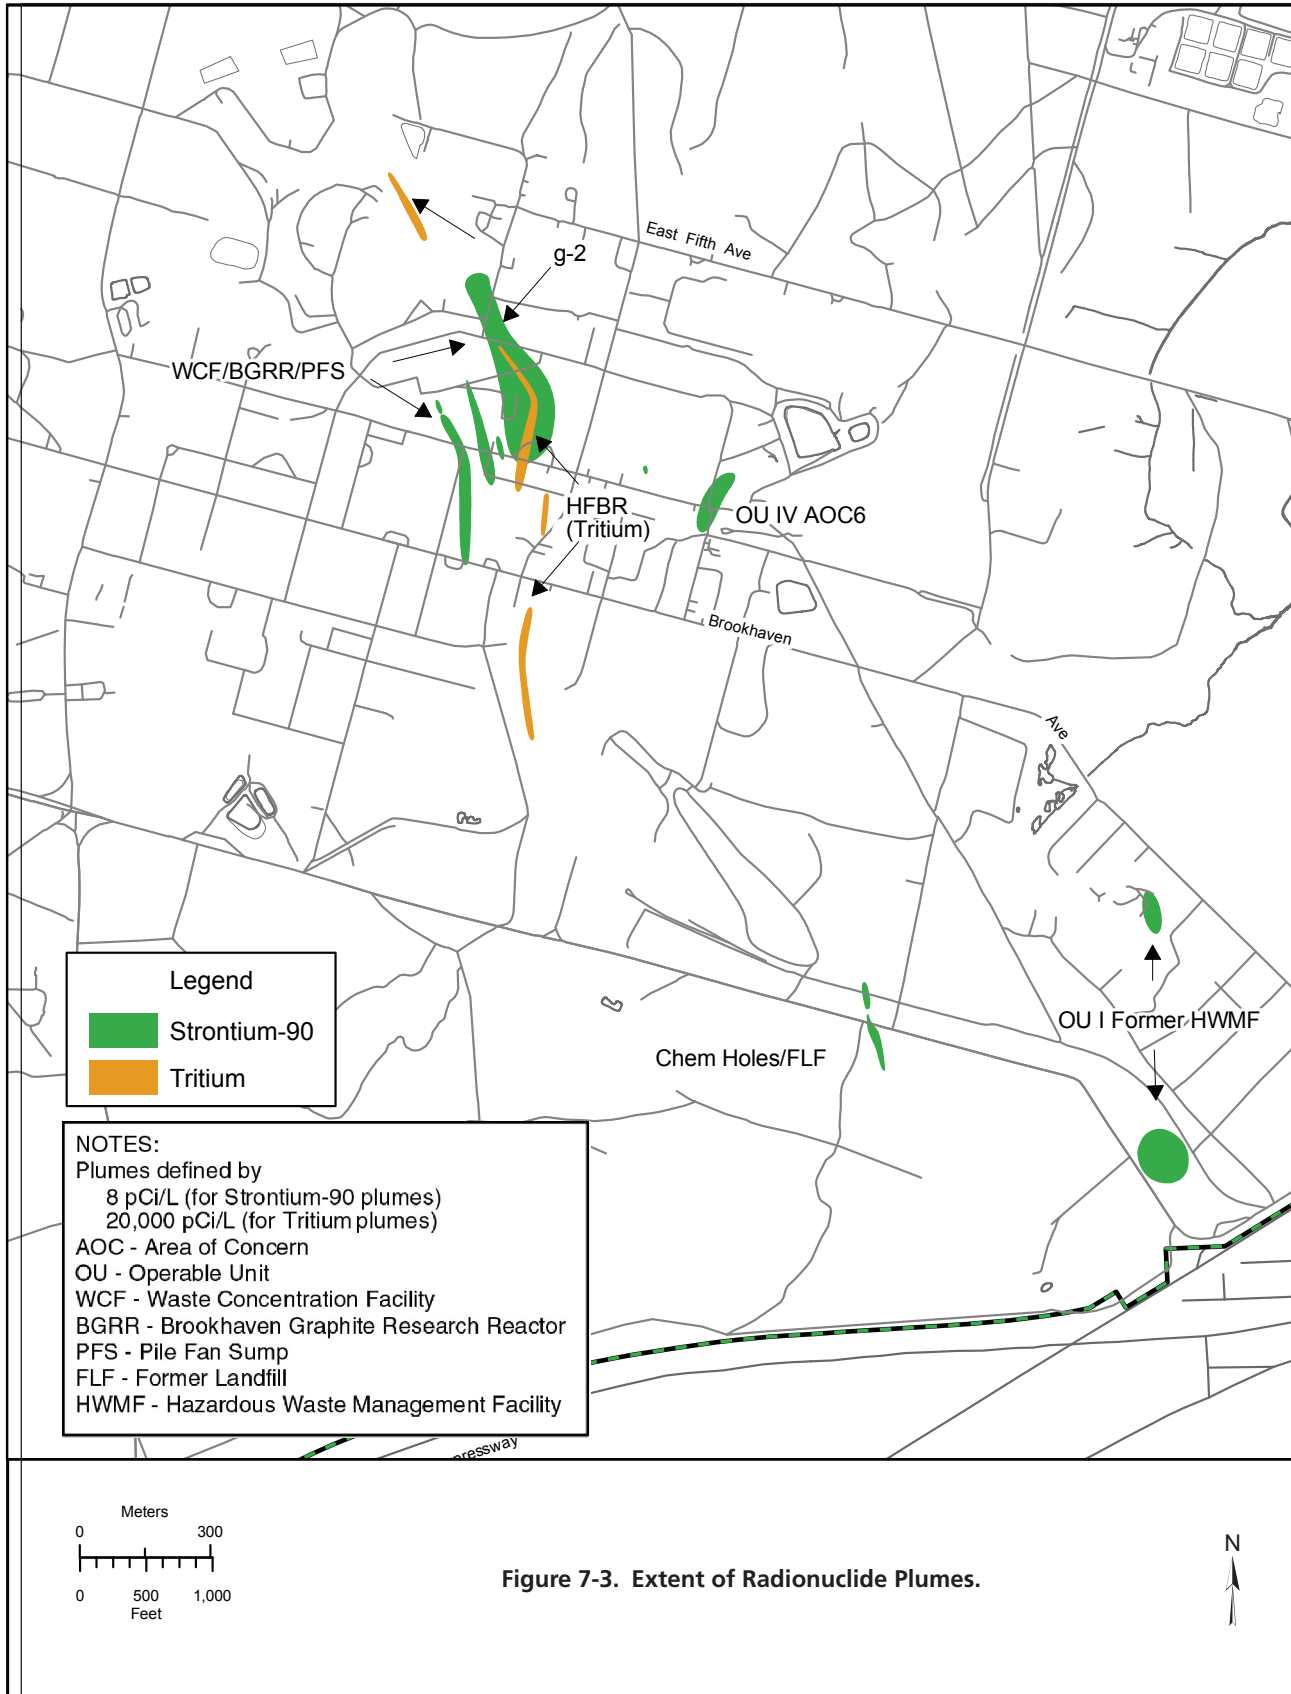 East Fifth Ave
g-2
WCF/BGRR/PFS
HFBR
(Tritium)
OU IV AOC6
Brookhaven
Ave
OU I Former HWMF
Chem Holes/FLF
Legend
Strontium-90
Tritium
NOTES:
Plumes defined by
8 pCi/L (for Strontium-90 plumes)
20,000 pCi/L (for Tritium plumes)
AOC - Area of Concern
OU - Operable Unit
WCF - Waste Concentration Facility
BGRR - Brookhaven Graphite Research Reactor
PFS - Pile Fan Sump
FLF - Former Landfill
HWMF - Hazardous Waste Management Facility
pressway
Meters
0 300
0 500 1,000
Feet
Figure 7-3. Extent of Radionuclide Plumes.
N